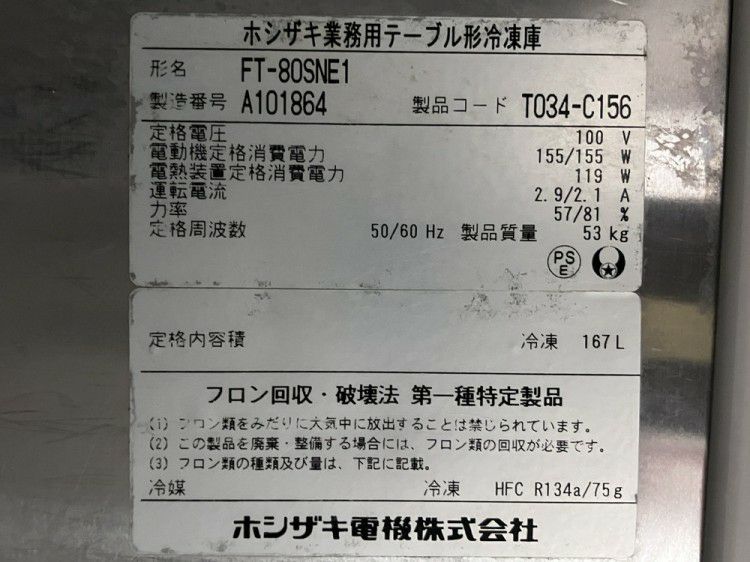 ホシザキ業務用テーブル形冷凍庫
形名 FT-80SNE1
製造番号 A101864 製品コード T034-C156
定格電圧 100 V
電動機定格消費電力 155/155 W
電熱装置定格消費電力 119 W
運転電流 2.9/2.1 A
力率 57/81 %
定格周波数 50/60 Hz 製品質量 53 kg
PS
E
定格内容積 冷凍 167 L
フロン回収・破壊法 第一種特定製品
(1) フロン類をみだりに大気中に放出することは禁じられています。
(2) この製品を廃棄・整備する場合には、フロン類の回収が必要です。
(3) フロン類の種類及び量は、下記に記載。
冷媒 冷凍 HFC R134a/75g
ホシザキ電機株式会社